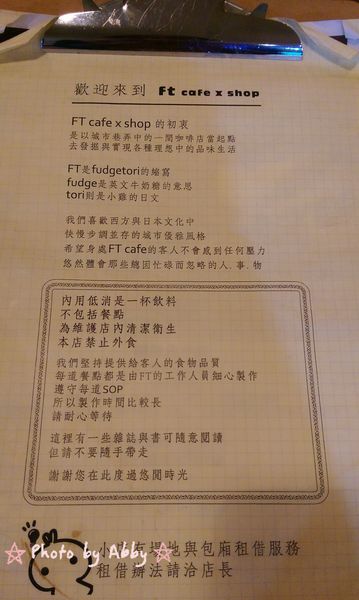 歡迎來到 Ft cafe x shop
FT cafe x shop 的初衷
是以城市巷弄中的一間咖啡店當起點
去發掘與實現各種理想中的品味生活
FT是fudgetori的縮寫
fudge是英文牛奶糖的意思
tori則是小雞的日文
我們喜歡西方與日本文化中
快慢步調並存的城市優雅風格
希望身處FT cafe的客人不會感到任何壓力
悠然體會那些總因忙碌而忽略的人.事.物
內用低消是一杯飲料
不包括餐點
為維護店內清潔衛生
本店禁止外食
我們堅持提供給客人的食物品質
每道餐點都是由FT的工作人員細心製作
遵守每道SOP
所以製作時間比較長
請耐心等待
這裡有一些雜誌與書可隨意閱讀
但請不要隨手帶走
謝謝您在此度過悠閒時光
小店有場地與包廂租借服務
租借辦法請洽店長
☆ Photo by Abby ☆